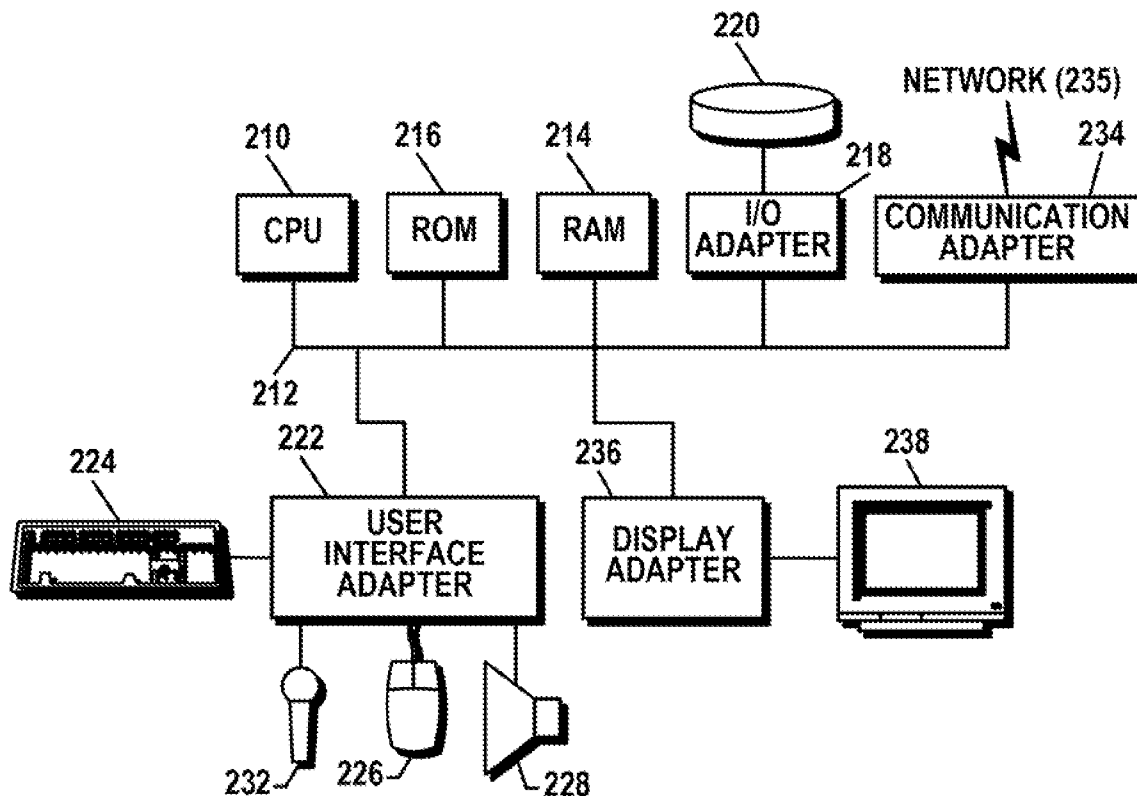 220
NETWORK (235)
210
216
214
218
234
CPU
ROM
RAM
I/O
ADAPTER
COMMUNICATION
ADAPTER
212
222
236
238
224
USER
INTERFACE
ADAPTER
DISPLAY
ADAPTER
232
226
228